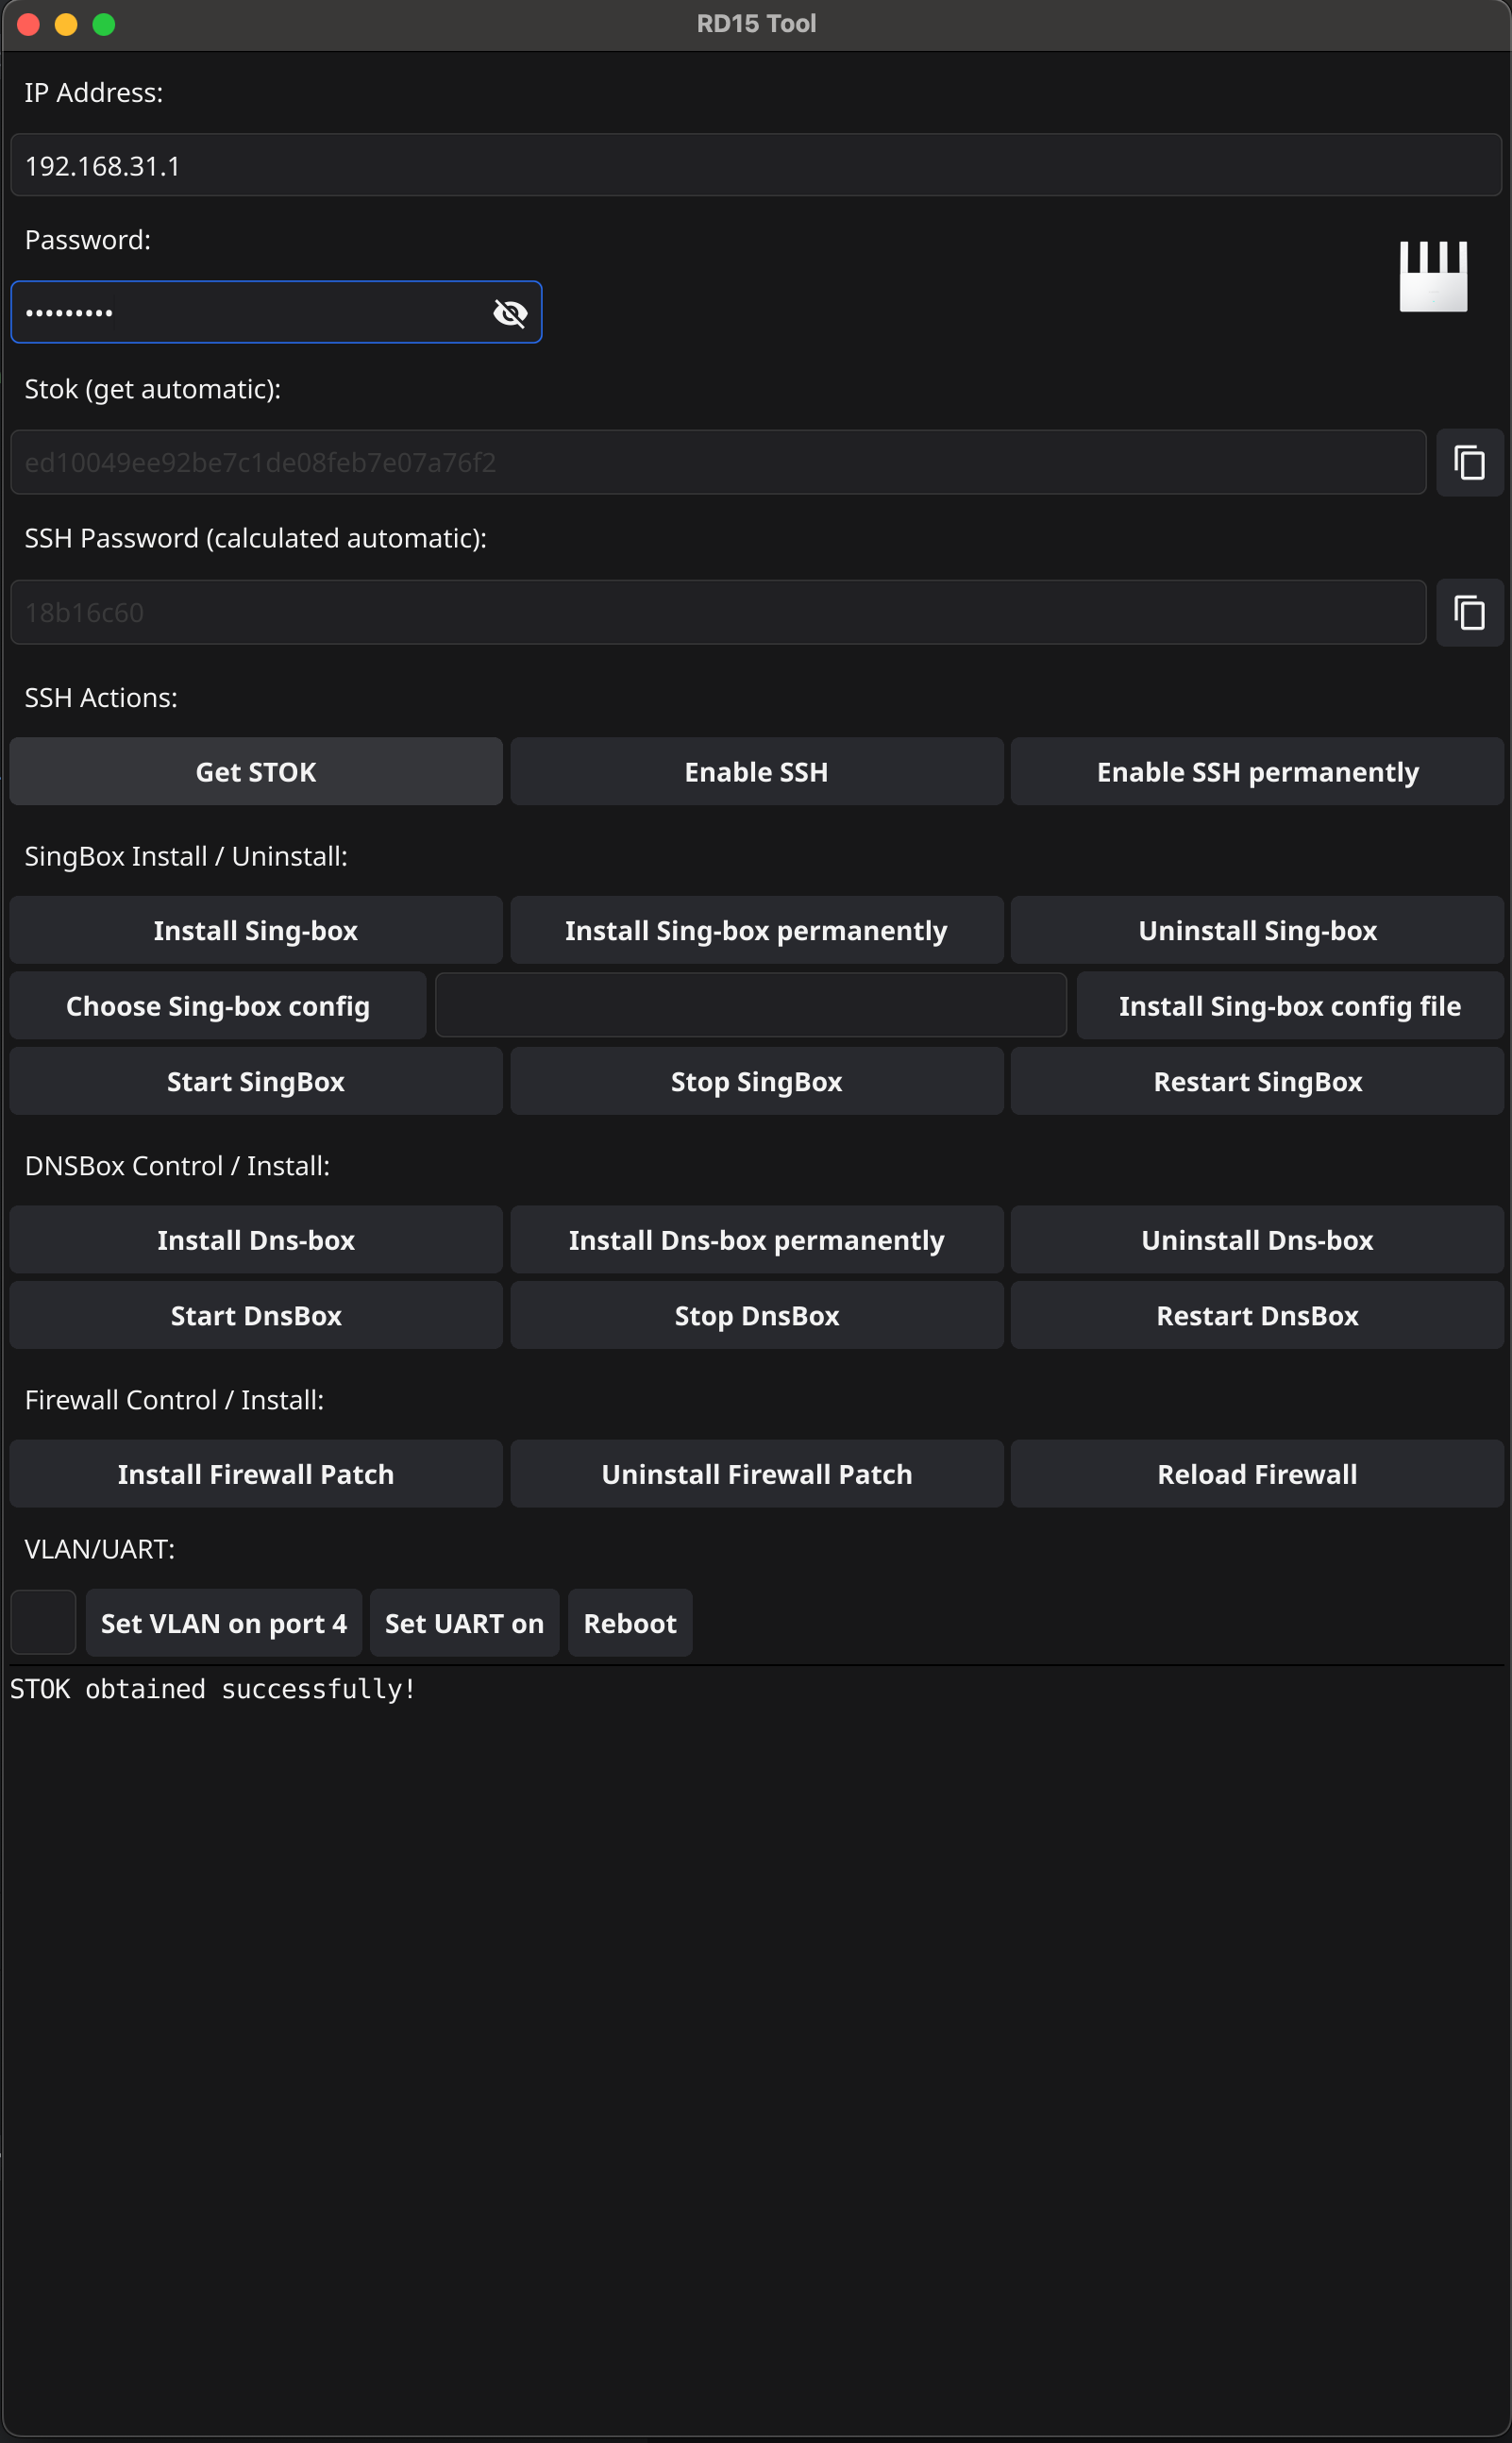 RD15 Tool
IP Address:
192.168.31.1
Password:
•••••••••
Stok (get automatic):
ed10049ee92be7c1de08feb7e07a76f2
SSH Password (calculated automatic):
18b16c60
SSH Actions:
Get STOK Enable SSH Enable SSH permanently
SingBox Install / Uninstall:
Install Sing-box Install Sing-box permanently Uninstall Sing-box
Choose Sing-box config Install Sing-box config file
Start SingBox Stop SingBox Restart SingBox
DNSBox Control / Install:
Install Dns-box Install Dns-box permanently Uninstall Dns-box
Start DnsBox Stop DnsBox Restart DnsBox
Firewall Control / Install:
Install Firewall Patch Uninstall Firewall Patch Reload Firewall
VLAN/UART:
Set VLAN on port 4 Set UART on Reboot
STOK obtained successfully!